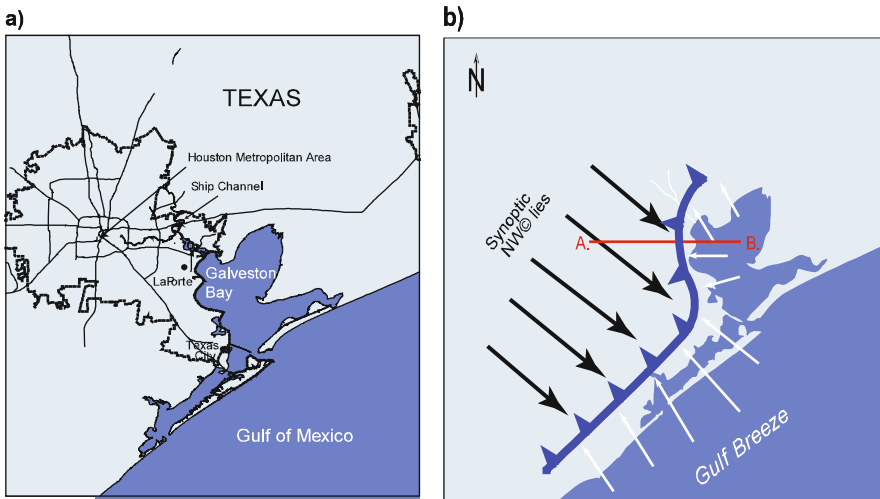 a)
TEXAS
Houston Metropolitan Area
Ship Channel
LaPorte
Galveston
Bay
Texas
City
Gulf of Mexico
b)
N
Synoptic
NW© lies
A.
B.
Gulf Breeze